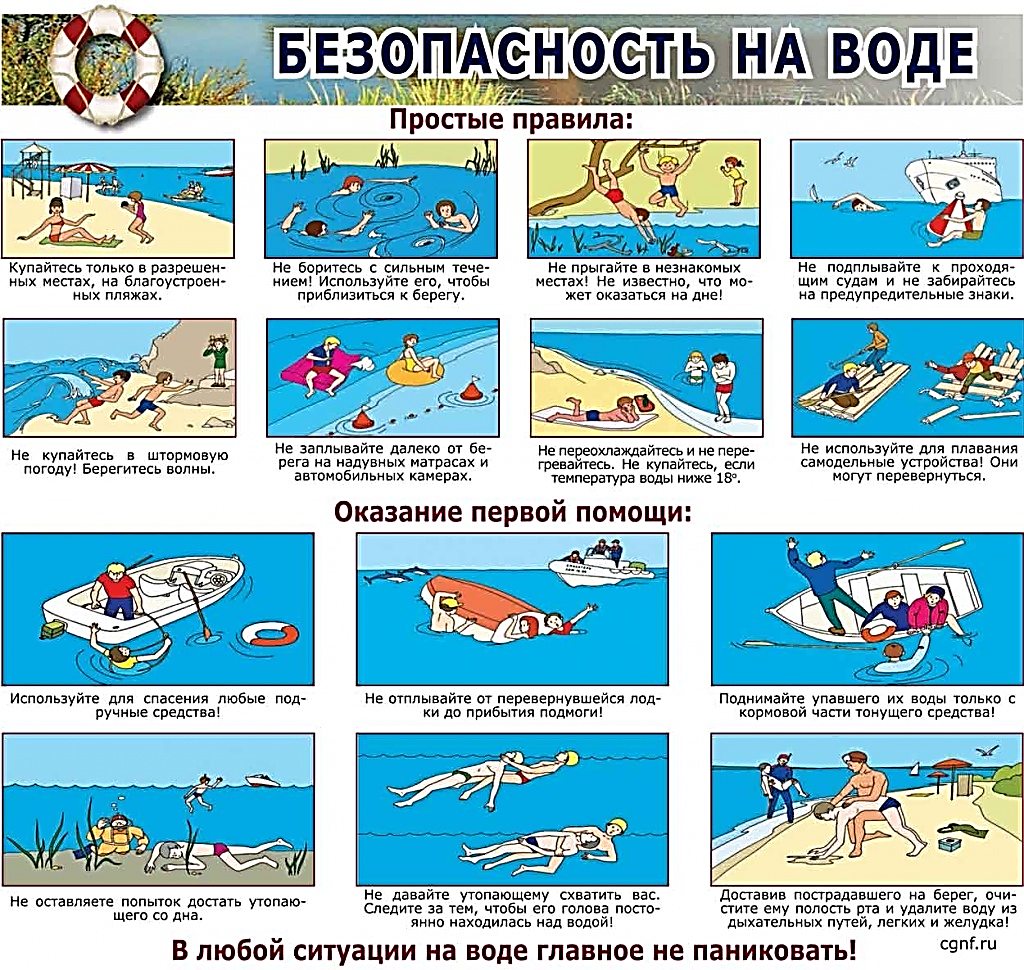 БЕЗОПАСНОСТЬ НА ВОДЕ
Простые правила:
Купайтесь только в разрешен-
ных местах, на благоустроен-
ных пляжах.
Не боритесь с сильным тече-
нием! Используйте его, чтобы
приблизиться к берегу.
Не прыгайте в незнакомых
местах! Не известно, что мо-
жет оказаться на дне!
Не подплывайте к проходя-
щим судам и не забирайтесь
на предупредительные знаки.
Не купайтесь в штормовую
погоду! Берегитесь волны.
Не заплывайте далеко от бе-
рега на надувных матрасах и
автомобильных камерах.
Не переохлаждайтесь и не пере-
гревайтесь. Не купайтесь, если
температура воды ниже 18°.
Не используйте для плавания
самодельные устройства! Они
могут перевернуться.
Оказание первой помощи:
Используйте для спасения любые под-
ручные средства!
Не отплывайте от перевернувшейся лод-
ки до прибытия подмоги!
Поднимайте упавшего их воды только с
кормовой части тонущего средства!
Не оставляете попыток достать утопаю-
щего со дна.
Не давайте утопающему схватить вас.
Следите за тем, чтобы его голова посто-
янно находилась над водой!
Доставив пострадавшего на берег, очи-
стите ему полость рта и удалите воду из
дыхательных путей, легких и желудка!
В любой ситуации на воде главное не паниковать!
cgnf.ru